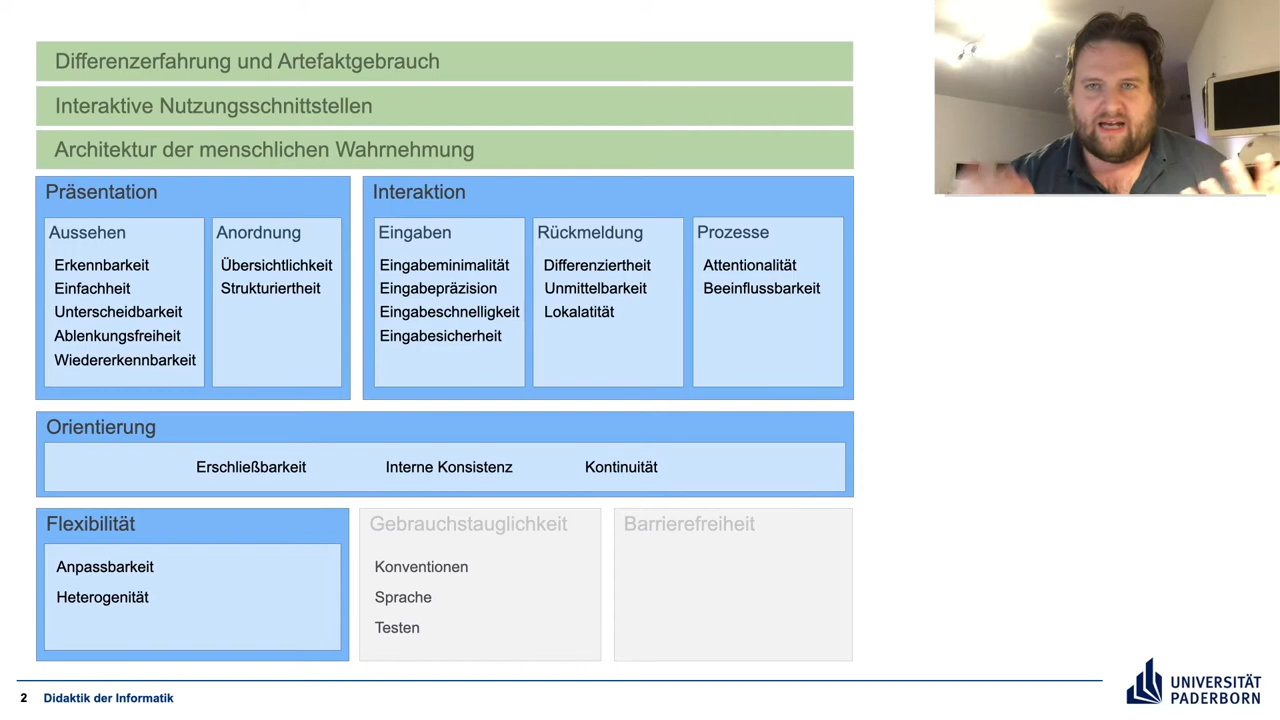 Differenzerfahrung und Artefaktgebrauch
Interaktive Nutzungsschnittstellen
Architektur der menschlichen Wahrnehmung
Präsentation
Aussehen
Erkennbarkeit
Einfachheit
Unterscheidbarkeit
Ablenkungsfreiheit
Wiedererkennbarkeit
Anordnung
Übersichtlichkeit
Strukturiertheit
Interaktion
Eingaben
Eingabeminimalität
Eingabepräzision
Eingabeschnelligkeit
Eingabesicherheit
Rückmeldung
Differenziertheit
Unmittelbarkeit
Lokalatität
Prozesse
Attentionalität
Beeinflussbarkeit
Orientierung
Erschließbarkeit
Interne Konsistenz
Kontinuität
Flexibilität
Anpassbarkeit
Heterogenität
Gebrauchstauglichkeit
Konventionen
Sprache
Testen
Barrierefreiheit
2 Didaktik der Informatik
UNIVERSITÄT
PADERBORN